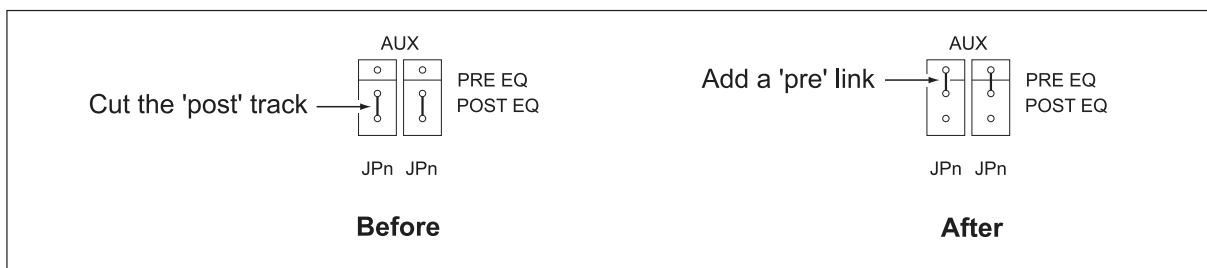 AUX
PRE EQ
Cut the 'post' track
POST EQ
JPn JPn
Before
AUX
Add a 'pre' link
PRE EQ
POST EQ
JPn JPn
After